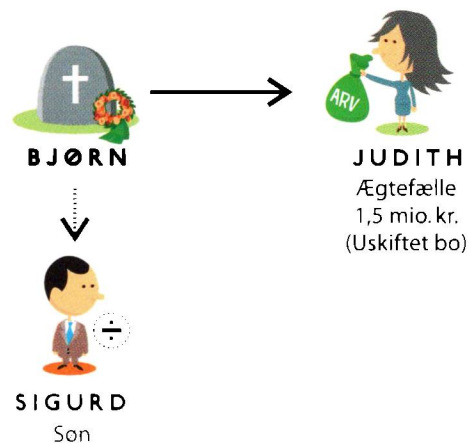 BJØRN
ARV
JUDITH
Ægtefælle
1,5 mio. kr.
(Uskiftet bo)
÷
SIGURD
Søn